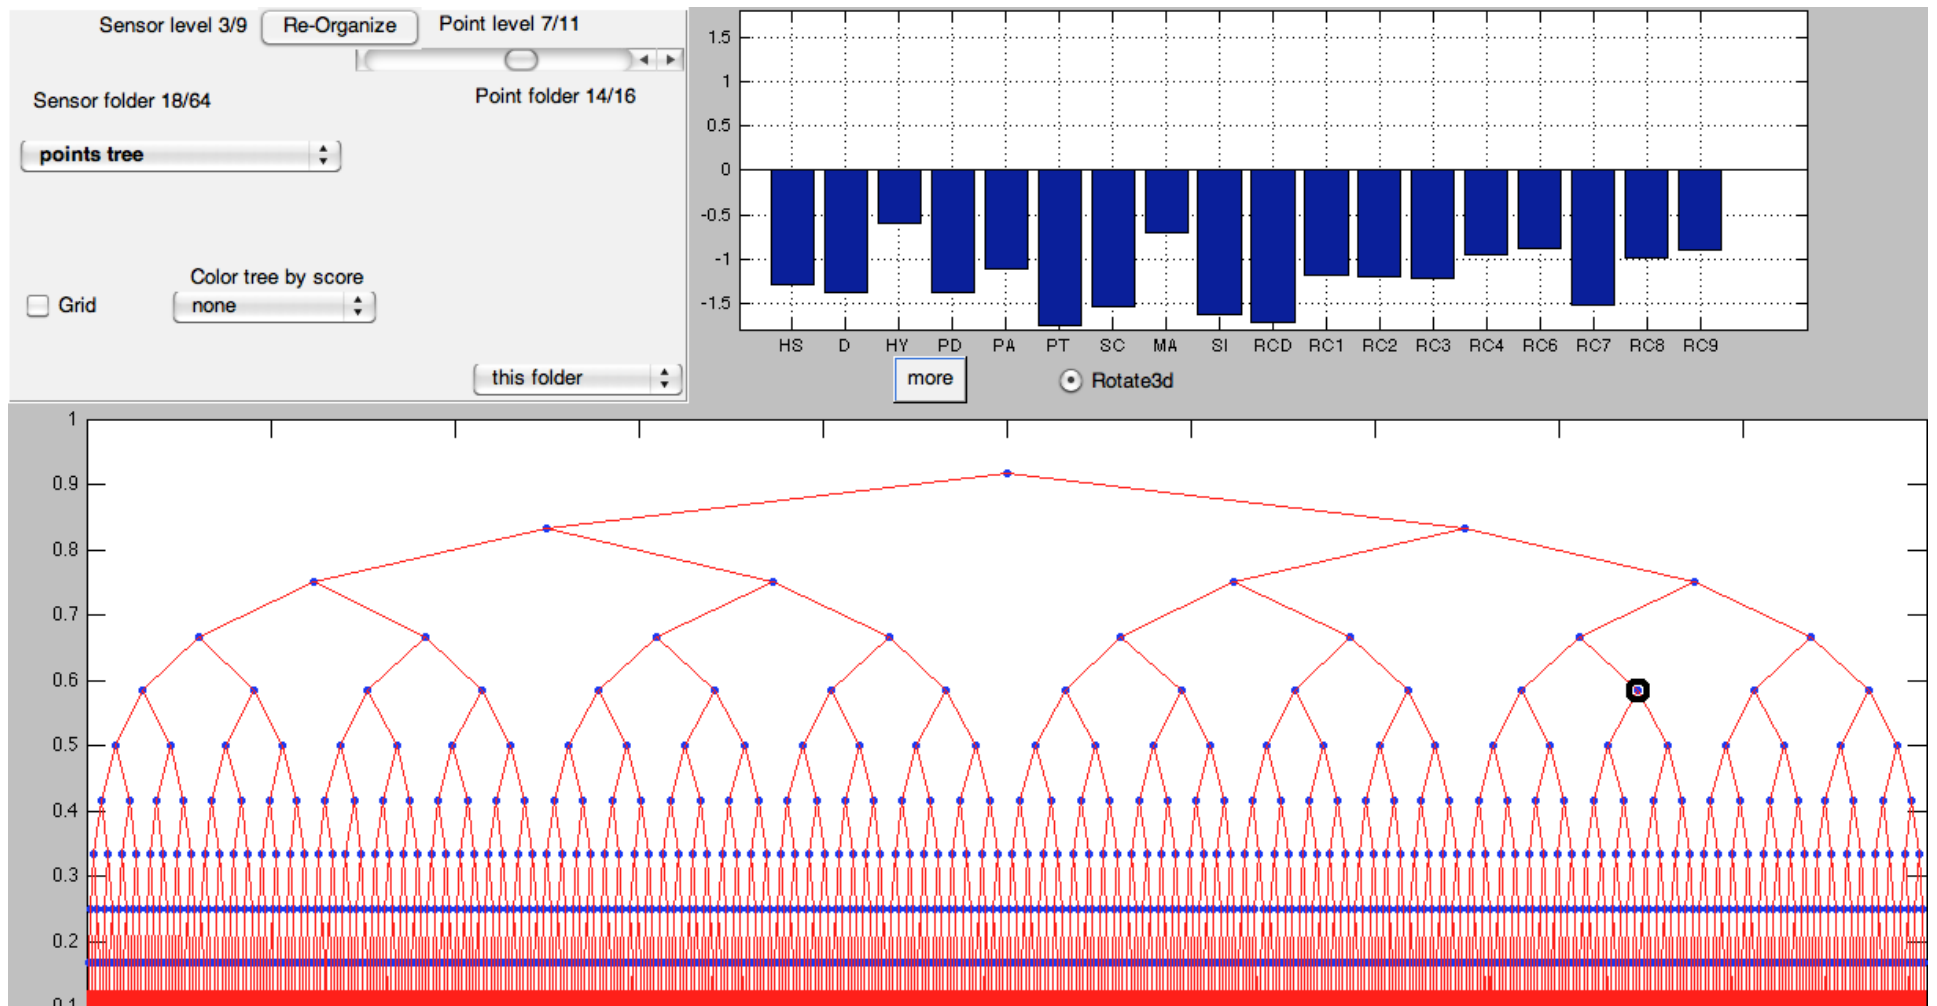 Sensor level 3/9 Re-Organize Point level 7/11
Sensor folder 18/64 Point folder 14/16
points tree
Color tree by score
Grid none
this folder
1.5
1
0.5
0
-0.5
-1
-1.5
HS D HY PD PA PT SC MA SI RCD RC1 RC2 RC3 RC4 RC6 RC7 RC8 RC9
more Rotate3d
1
0.9
0.8
0.7
0.6
0.5
0.4
0.3
0.2
0.1